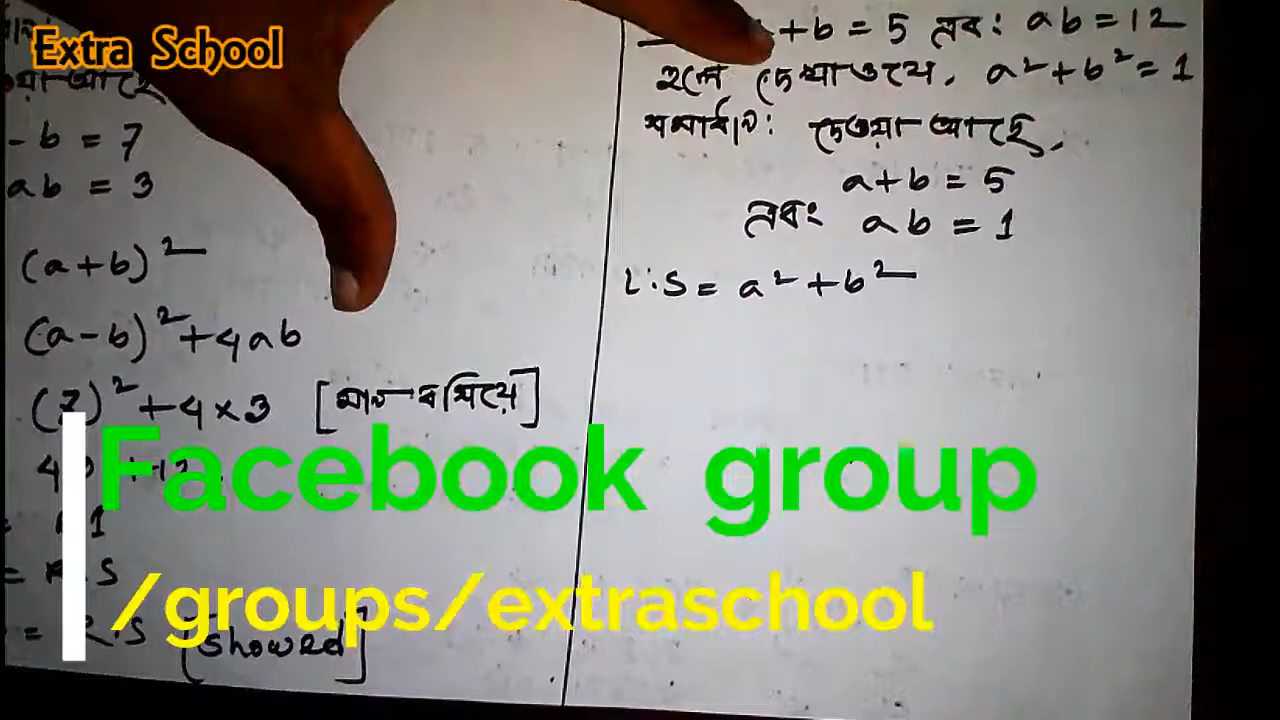 Extra School
- b = 7
ab = 3
(a+b)²
(a-b)²+4ab
(7)²+4×3 [মান বসিয়ে]
[Showed]
+b = 5 এবং ab = 12
হলে দেখাও যে, a²+b² = 1
সমাধান: দেওয়া আছে,
a+b = 5
এবং ab = 1
L.S = a²+b²
Facebook group
/groups/extraschool